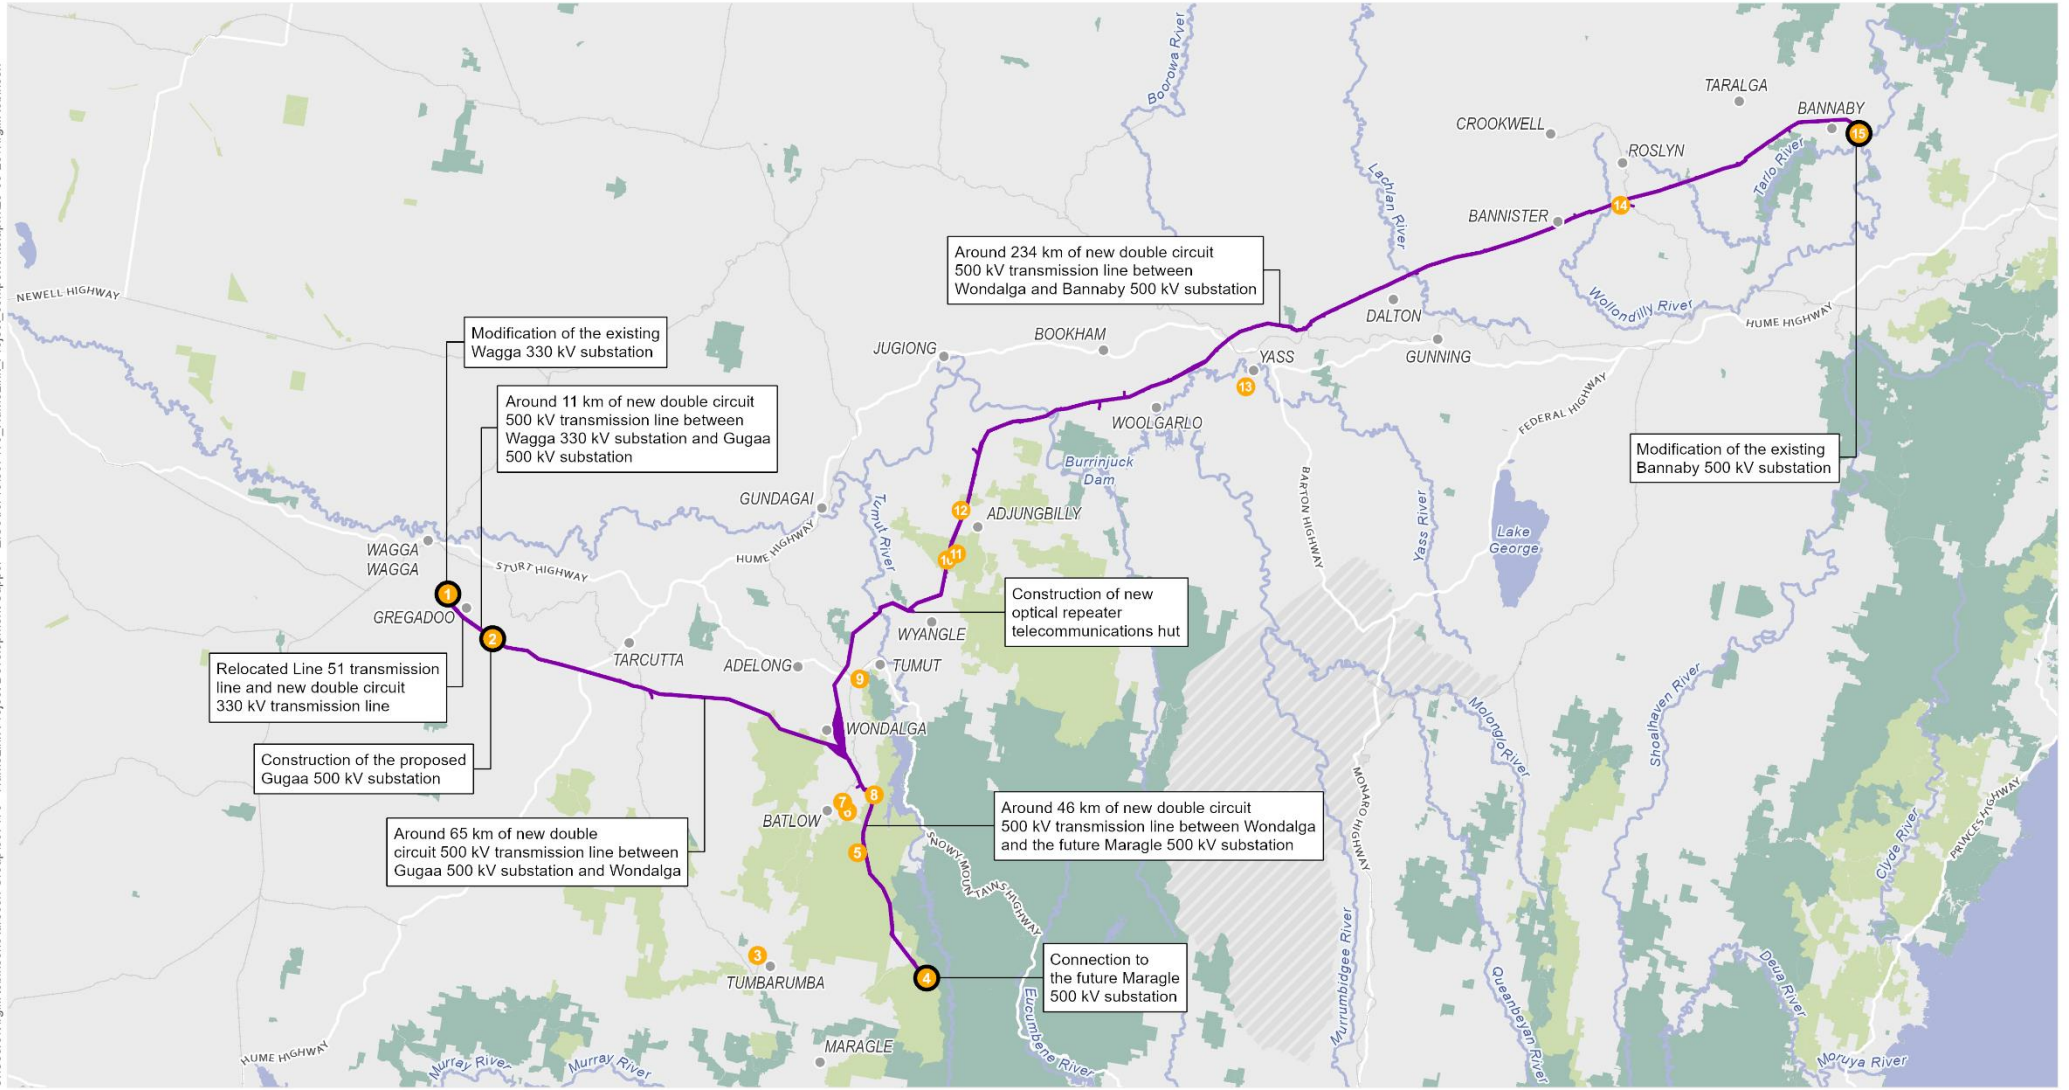 Boorowa River
TARALGA
BANNABY
15
CROOKWELL
ROSLYN
Tarlo River
Lachlan River
14
BANNISTER
Around 234 km of new double circuit
500 kV transmission line between
Wondalga and Bannaby 500 kV substation
NEWELL HIGHWAY
Wollondilly River
DALTON
HUME HIGHWAY
Modification of the existing
Wagga 330 kV substation
JUGIONG
BOOKHAM
YASS
GUNNING
13
FEDERAL HIGHWAY
Around 11 km of new double circuit
500 kV transmission line between
Wagga 330 kV substation and Gugaa
500 kV substation
WOOLGARLO
Modification of the existing
Bannaby 500 kV substation
Burrinjuck
Dam
BARTON HIGHWAY
GUNDAGAI
Tumut River
12
ADJUNGBILLY
Yass River
Lake
George
WAGGA
WAGGA
STURT HIGHWAY
HUME HIGHWAY
10
11
1
GREGADOO
2
Construction of new
optical repeater
telecommunications hut
WYANGLE
TARCUTTA
ADELONG
TUMUT
9
Relocated Line 51 transmission
line and new double circuit
330 kV transmission line
WONDALGA
Molonglo River
Shoalhaven River
Construction of the proposed
Gugaa 500 kV substation
MONARO HIGHWAY
8
7
6
BATLOW
Around 46 km of new double circuit
500 kV transmission line between Wondalga
and the future Maragle 500 kV substation
PRINCES HIGHWAY
Clyde River
Around 65 km of new double
circuit 500 kV transmission line between
Gugaa 500 kV substation and Wondalga
5
SNOWY MOUNTAINS HIGHWAY
3
TUMBARUMBA
4
Connection to
the future Maragle
500 kV substation
Murrumbidgee River
Queanbeyan River
Deua River
Eucumbene River
MARAGLE
HUME HIGHWAY
Murray River
Murray River
Moruya River